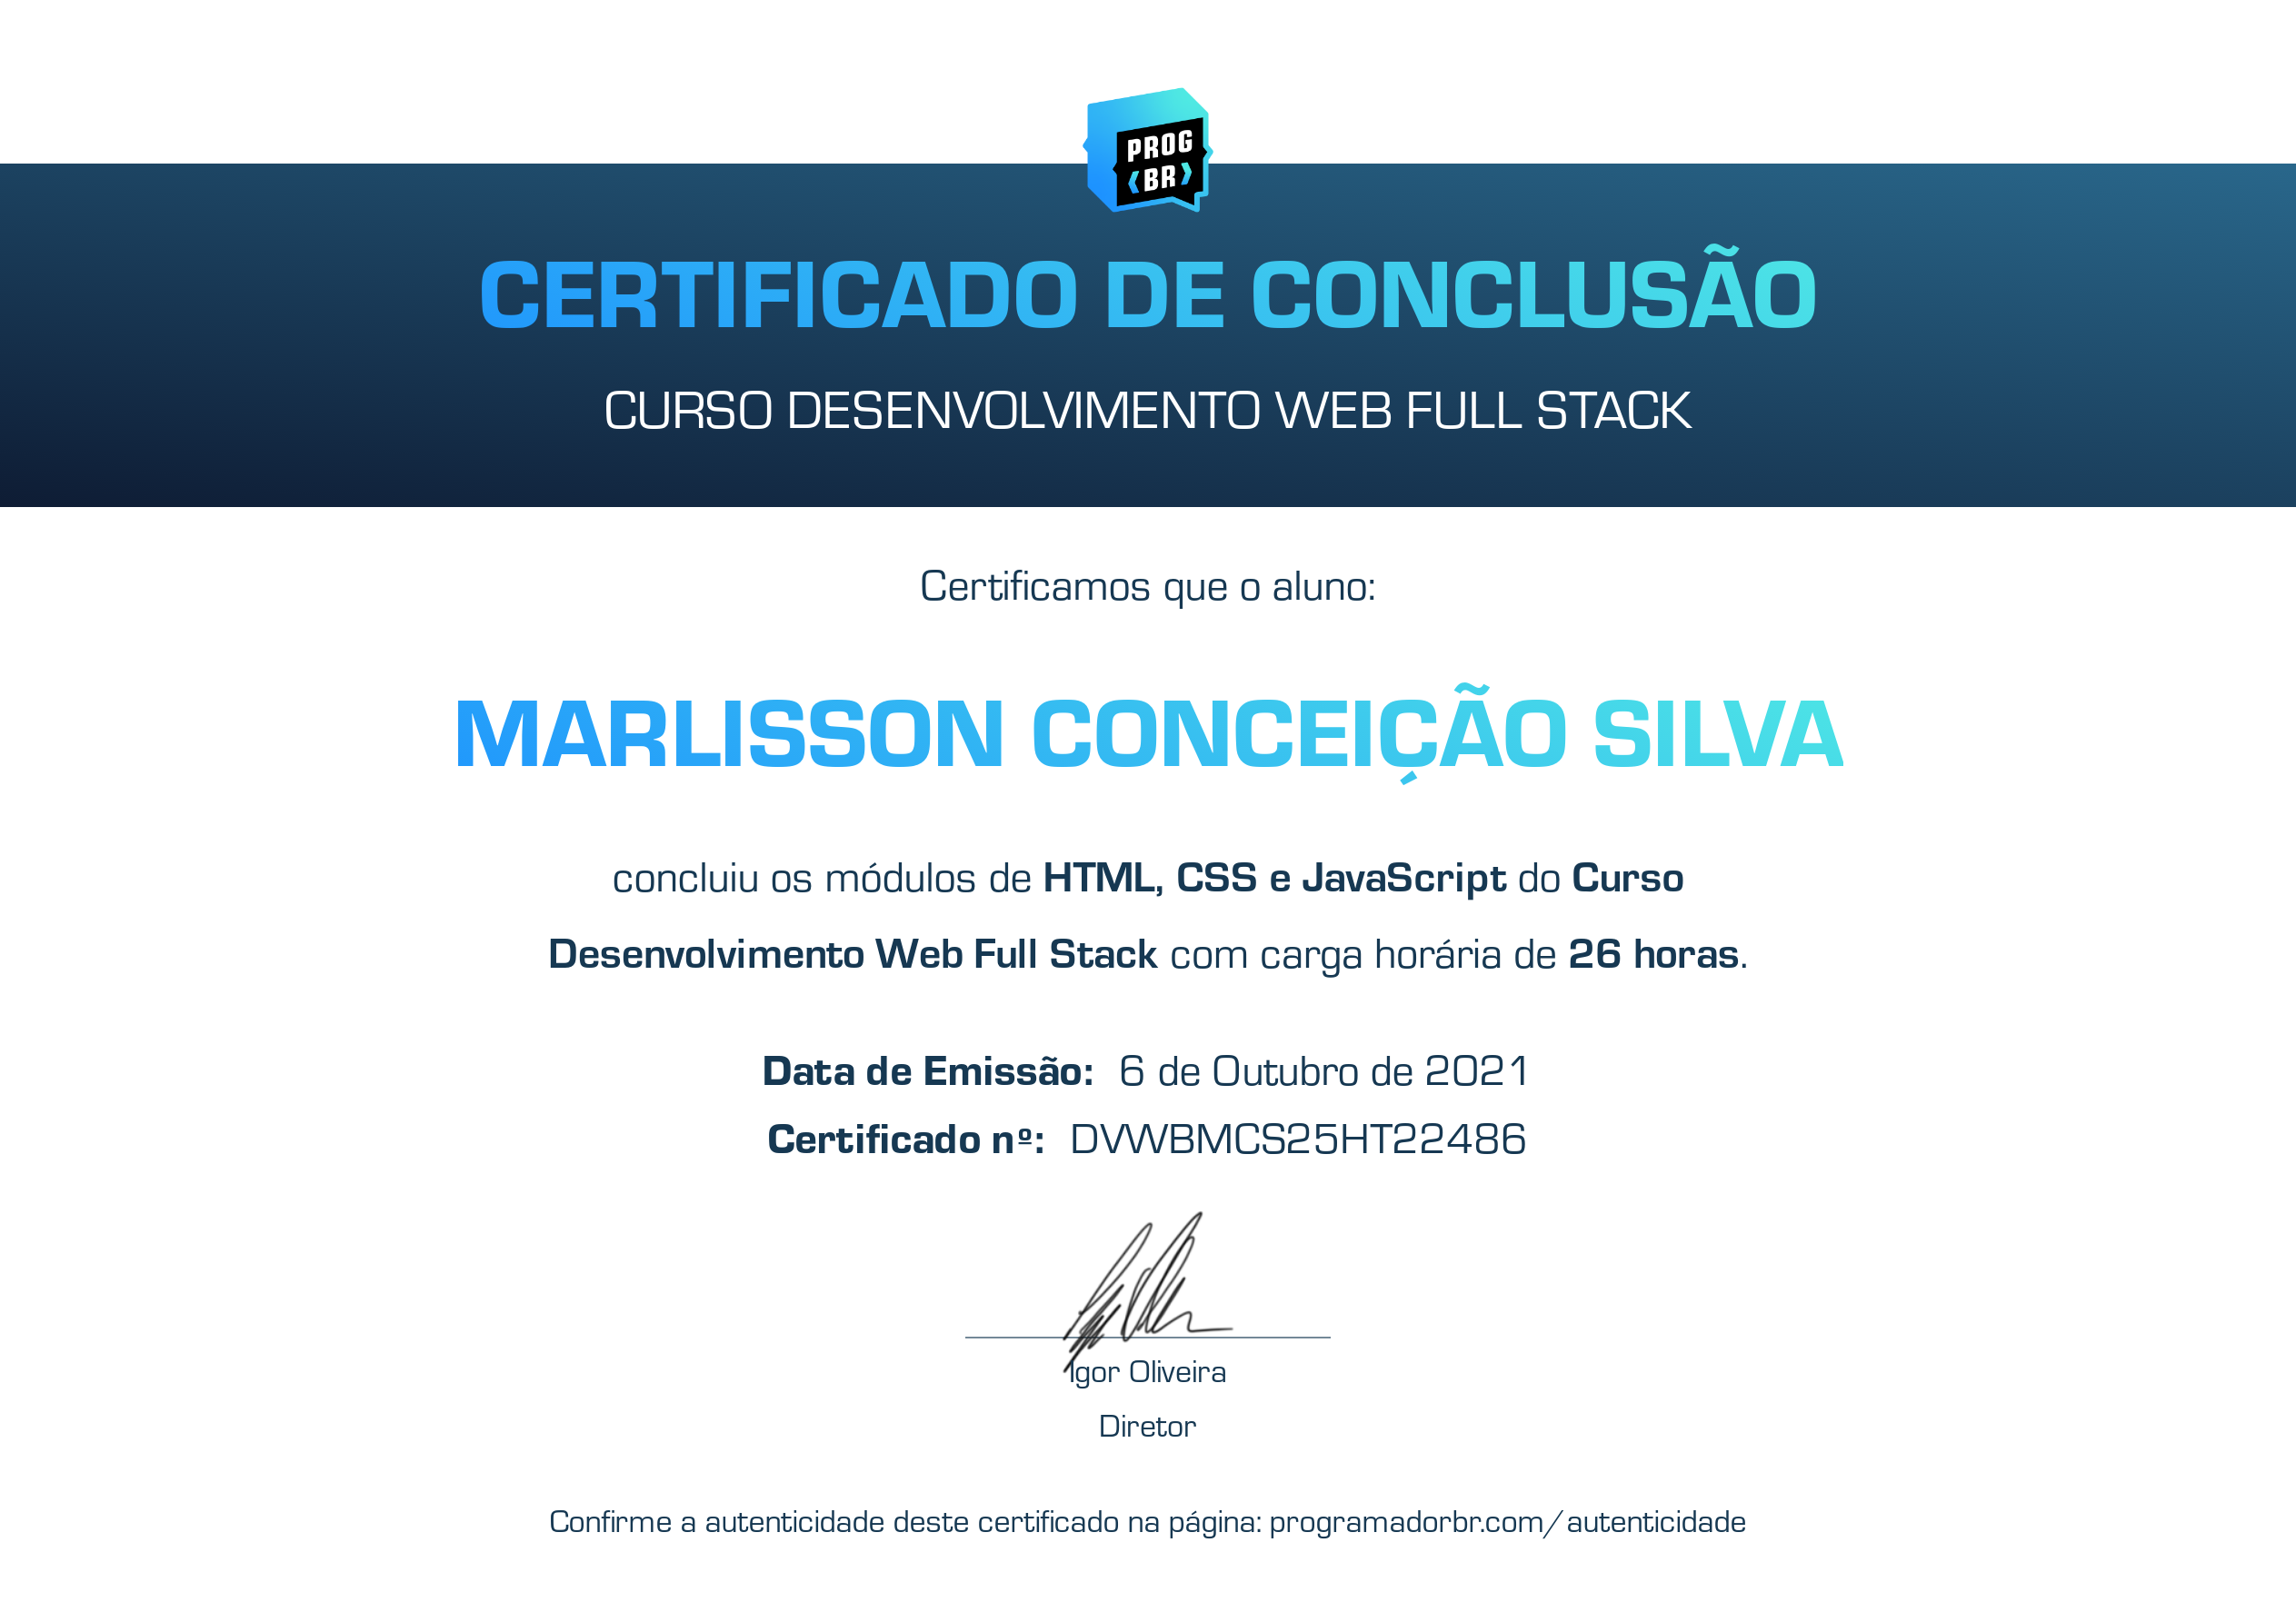 PROG
BR
CERTIFICADO DE CONCLUSÃO
CURSO DESENVOLVIMENTO WEB FULL STACK
Certificamos que o aluno:
MARLISSON CONCEIÇÃO SILVA
concluiu os módulos de HTML, CSS e JavaScript do Curso
Desenvolvimento Web Full Stack com carga horária de 26 horas.
Data de Emissão: 6 de Outubro de 2021
Certificado nº: DVWBMCS25HT22486
Igor Oliveira
Diretor
Confirme a autenticidade deste certificado na página: programadorbr.com/autenticidade